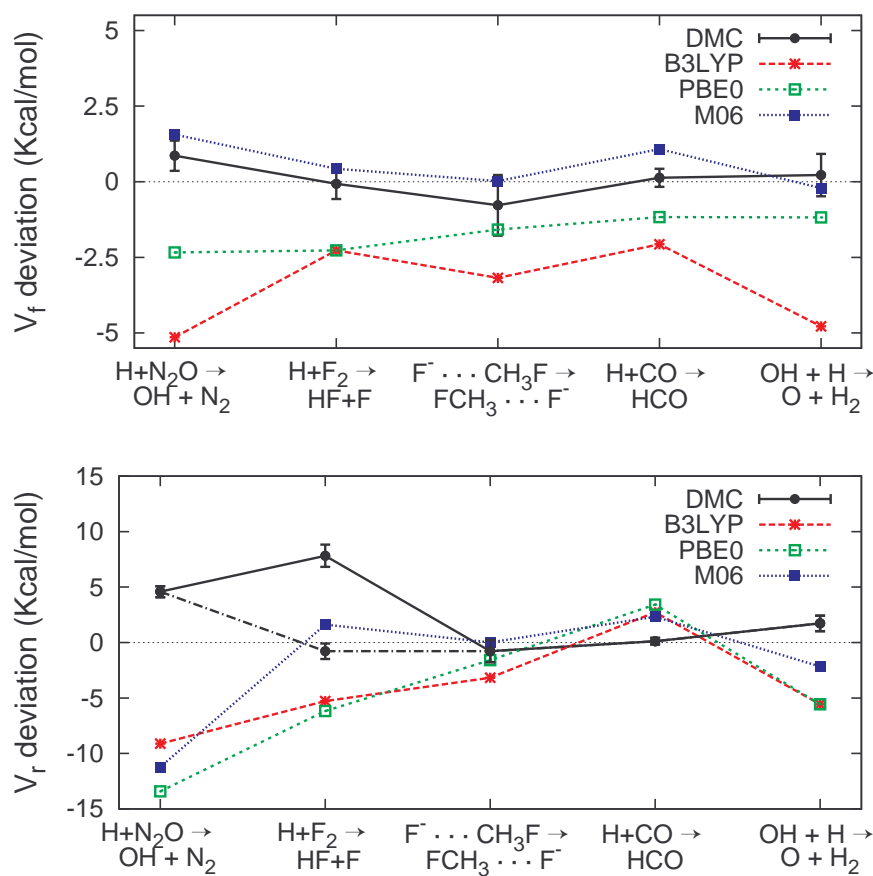 V_f deviation (Kcal/mol)
5
2.5
0
-2.5
-5
DMC
B3LYP
PBE0
M06
H+N₂O → H+F₂ → F⁻ · · · CH₃F → H+CO → OH + H →
OH + N₂ HF+F FCH₃ · · · F⁻ HCO O + H₂
V_r deviation (Kcal/mol)
15
10
5
0
-5
-10
-15
DMC
B3LYP
PBE0
M06
H+N₂O → H+F₂ → F⁻ · · · CH₃F → H+CO → OH + H →
OH + N₂ HF+F FCH₃ · · · F⁻ HCO O + H₂